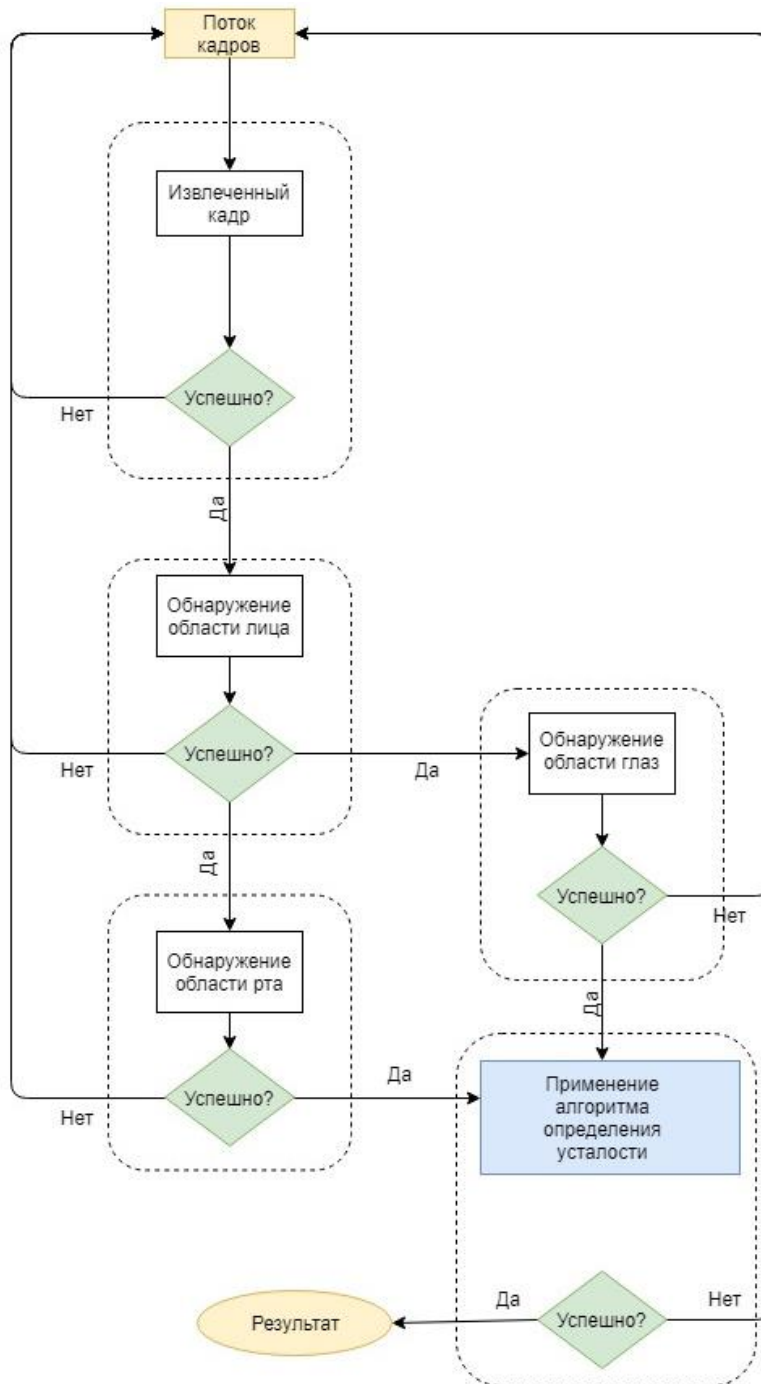 Поток
кадров
Извлеченный
кадр
Успешно?
Нет
Да
Обнаружение
области лица
Успешно?
Нет
Да
Да
Обнаружение
области глаз
Успешно?
Нет
Да
Обнаружение
области рта
Успешно?
Нет
Да
Применение
алгоритма
определения
усталости
Успешно?
Да
Нет
Результат